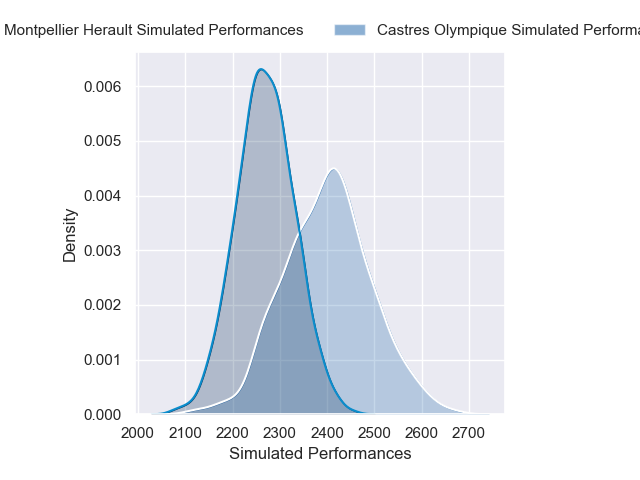 Montpellier Herault Simulated Performances
Castres Olympique Simulated
0.006
0.005
0.004
0.003
0.002
0.001
0.000
Density
2000 2100 2200 2300 2400 2500 2600 2700
Simulated Performances